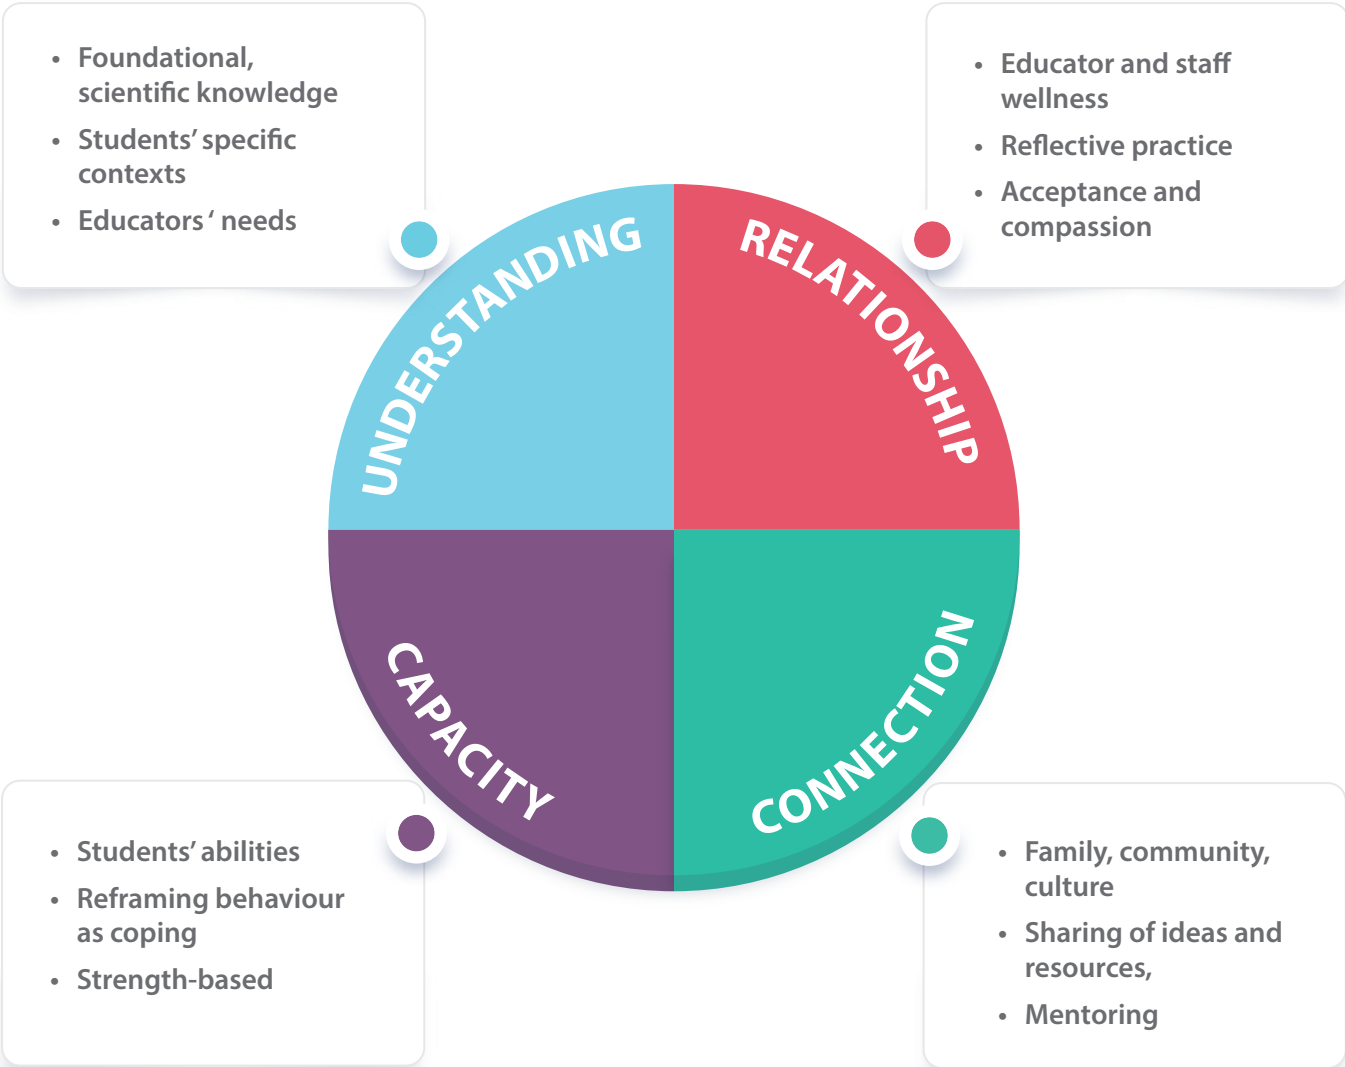 • Foundational,
scientific knowledge
• Students’ specific
contexts
• Educators ‘ needs
• Educator and staff
wellness
• Reflective practice
• Acceptance and
compassion
UNDERSTANDING
RELATIONSHIP
CAPACITY
CONNECTION
• Students’ abilities
• Reframing behaviour
as coping
• Strength-based
• Family, community,
culture
• Sharing of ideas and
resources,
• Mentoring